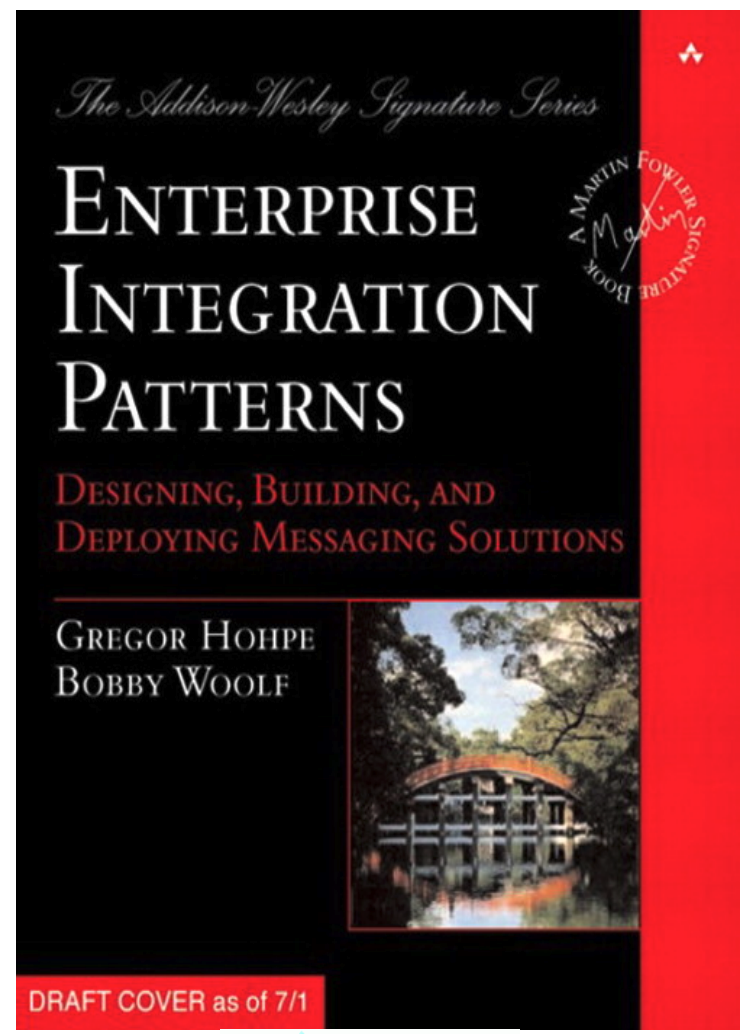 The Addison-Wesley Signature Series
ENTERPRISE
INTEGRATION
PATTERNS
A MARTIN FOWLER SIGNATURE BOOK
Martin
DESIGNING, BUILDING, AND
DEPLOYING MESSAGING SOLUTIONS
GREGOR HOHPE
BOBBY WOOLF
DRAFT COVER as of 7/1